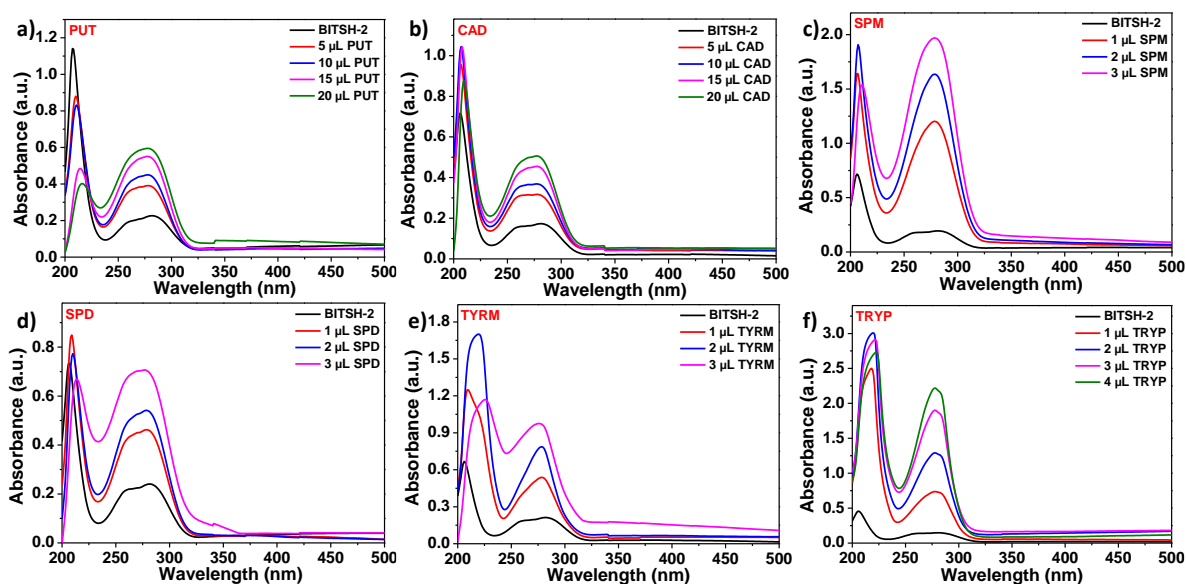 a)
PUT
BITSH-2
5 µL PUT
10 µL PUT
15 µL PUT
20 µL PUT
Absorbance (a.u.)
1.2
1.0
0.8
0.6
0.4
0.2
0.0
200 250 300 350 400 450 500
Wavelength (nm)
b)
CAD
BITSH-2
5 µL CAD
10 µL CAD
15 µL CAD
20 µL CAD
Absorbance (a.u.)
1.0
0.8
0.6
0.4
0.2
0.0
200 250 300 350 400 450 500
Wavelength (nm)
c)
SPM
BITSH-2
1 µL SPM
2 µL SPM
3 µL SPM
Absorbance (a.u.)
2.0
1.5
1.0
0.5
0.0
200 250 300 350 400 450 500
Wavelength (nm)
d)
SPD
BITSH-2
1 µL SPD
2 µL SPD
3 µL SPD
Absorbance (a.u.)
0.8
0.6
0.4
0.2
0.0
200 250 300 350 400 450 500
Wavelength (nm)
e)
TYRM
BITSH-2
1 µL TYRM
2 µL TYRM
3 µL TYRM
Absorbance (a.u.)
1.8
1.5
1.2
0.9
0.6
0.3
0.0
200 250 300 350 400 450 500
Wavelength (nm)
f)
TRYP
BITSH-2
1 µL TRYP
2 µL TRYP
3 µL TRYP
4 µL TRYP
Absorbance (a.u.)
3.0
2.5
2.0
1.5
1.0
0.5
0.0
200 250 300 350 400 450 500
Wavelength (nm)